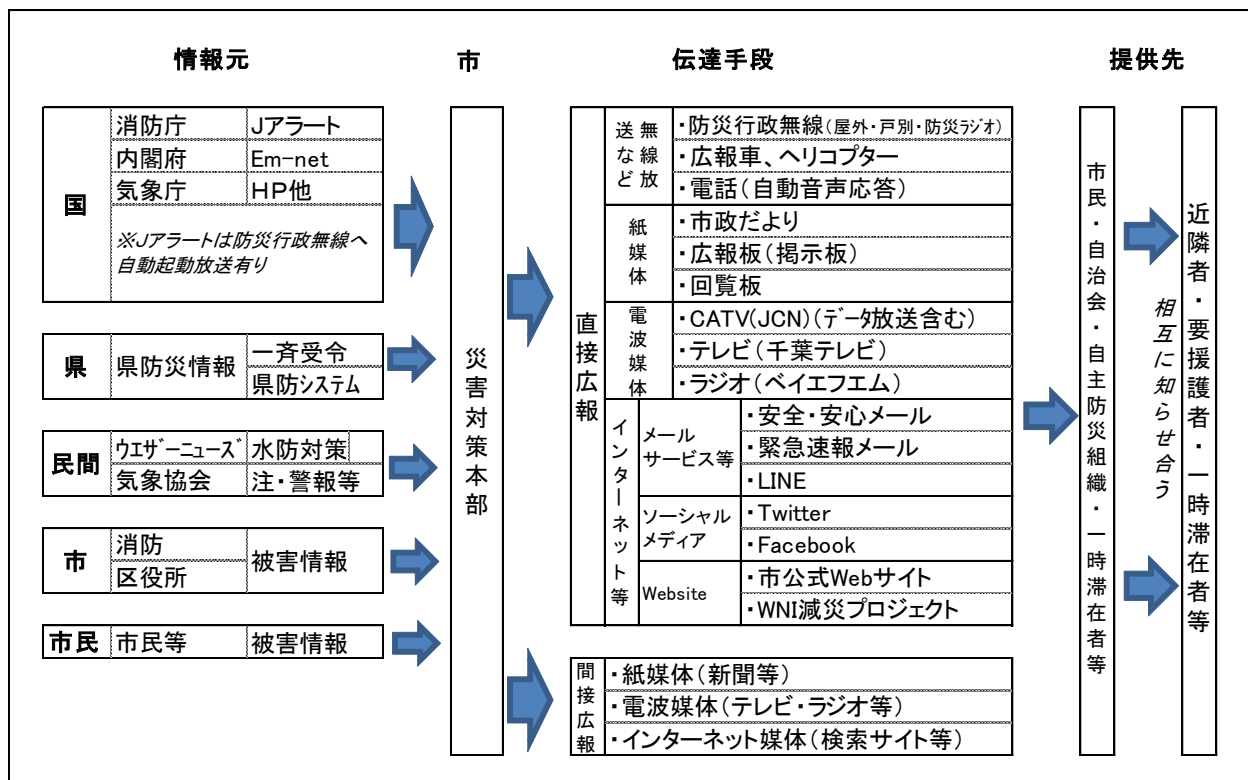 情報元
市
伝達手段
提供先
国
消防庁 Jアラート
内閣府 Em-net
気象庁 HP他
※Jアラートは防災行政無線へ
自動起動放送有り
県
県防災情報
一斉受令
県防システム
民間
ウエザーニューズ 水防対策
気象協会 注・警報等
市
消防
区役所
被害情報
市民 市民等 被害情報
災害対策本部
直接広報
無線放送など
・防災行政無線(屋外・戸別・防災ラジオ)
・広報車、ヘリコプター
・電話(自動音声応答)
紙媒体
・市政だより
・広報板(掲示板)
・回覧板
電波媒体
・CATV(JCN)(データ放送含む)
・テレビ(千葉テレビ)
・ラジオ(ベイエフエム)
インターネット等
メール
サービス等
・安全・安心メール
・緊急速報メール
・LINE
ソーシャル
メディア
・Twitter
・Facebook
Website
・市公式Webサイト
・WNI減災プロジェクト
間接広報
・紙媒体(新聞等)
・電波媒体(テレビ・ラジオ等)
・インターネット媒体(検索サイト等)
市民・自治会・自主防災組織・一時滞在者等
相互に知らせ合う
近隣者・要援護者・一時滞在者等